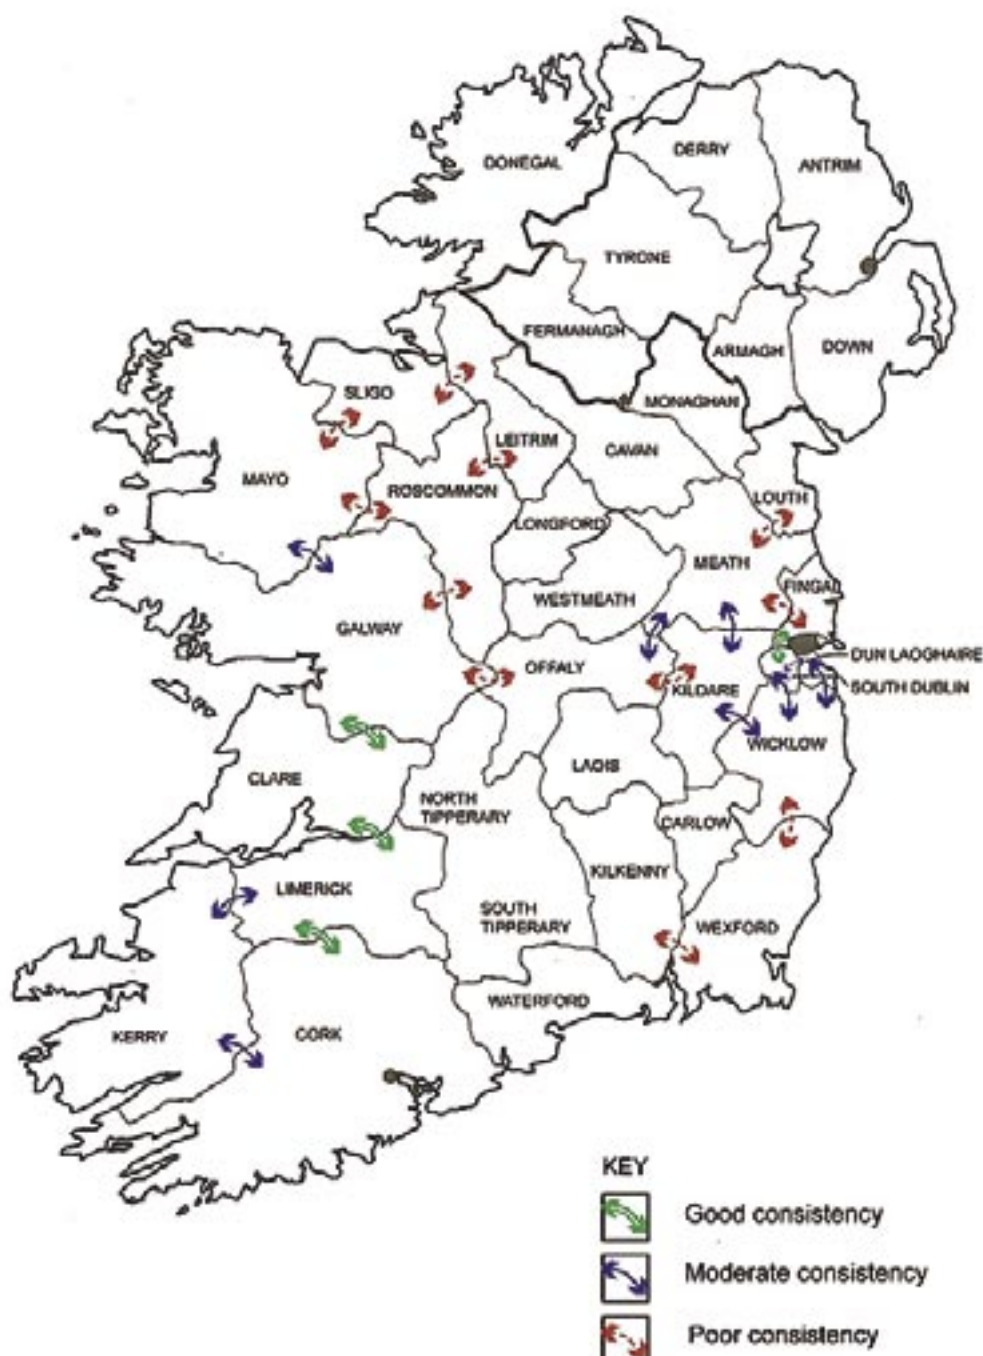 DONEGAL
DERRY
ANTRIM
TYRONE
FERMANAGH
ARMAGH
DOWN
MONAGHAN
SLIGO
LEITRIM
CAVAN
MAYO
ROSCOMMON
LOUTH
LONGFORD
MEATH
FINGAL
WESTMEATH
GALWAY
OFFALY
DUN LAOGHAIRE
KILDARE
SOUTH DUBLIN
WICKLOW
CLARE
LAOIS
NORTH
TIPPERARY
CARLOW
KILKENNY
LIMERICK
SOUTH
TIPPERARY
WEXFORD
WATERFORD
KERRY
CORK
KEY
Good consistency
Moderate consistency
Poor consistency